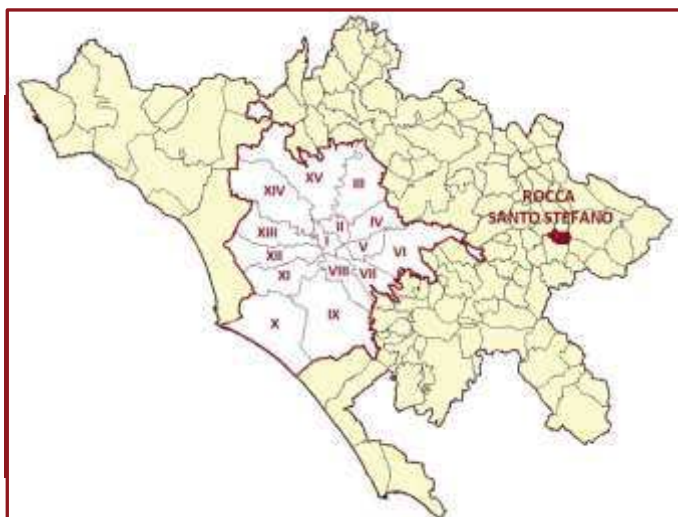 XV
III
XIV
ROCCA
SANTO STEFANO
II
IV
XIII
I
V
VI
XII
XI
VIII
VII
X
IX